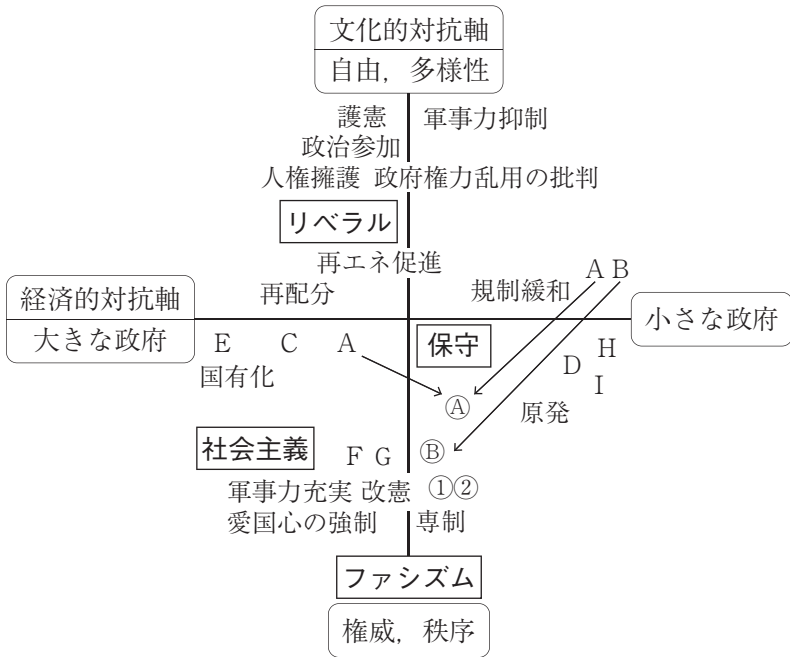 文化的対抗軸
自由，多様性
護憲 軍事力抑制
政治参加
人権擁護 政府権力乱用の批判
リベラル
再エネ促進 A B
再配分 規制緩和
経済的対抗軸
大きな政府
小さな政府
E C A 保守 H
D
国有化 I
Ⓐ 原発
社会主義 F G Ⓑ
軍事力充実 改憲 ①②
愛国心の強制 専制
ファシズム
権威，秩序